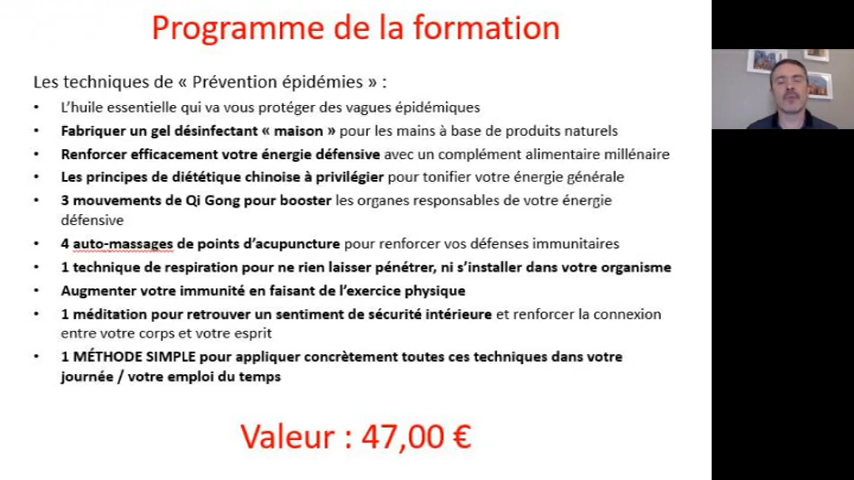 Programme de la formation
Les techniques de « Prévention épidémies » :
• L'huile essentielle qui va vous protéger des vagues épidémiques
• Fabriquer un gel désinfectant « maison » pour les mains à base de produits naturels
• Renforcer efficacement votre énergie défensive avec un complément alimentaire millénaire
• Les principes de diététique chinoise à privilégier pour tonifier votre énergie générale
• 3 mouvements de Qi Gong pour booster les organes responsables de votre énergie
défensive
• 4 auto-massages de points d'acupuncture pour renforcer vos défenses immunitaires
• 1 technique de respiration pour ne rien laisser pénétrer, ni s'installer dans votre organisme
• Augmenter votre immunité en faisant de l'exercice physique
• 1 méditation pour retrouver un sentiment de sécurité intérieure et renforcer la connexion
entre votre corps et votre esprit
• 1 MÉTHODE SIMPLE pour appliquer concrètement toutes ces techniques dans votre
journée / votre emploi du temps
Valeur : 47,00 €